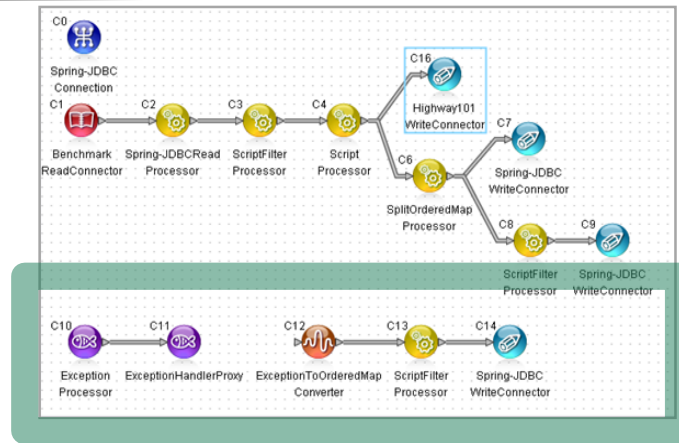 C0
Spring-JDBC
Connection
C16
Highway101
WriteConnector
C1
C2
C3
C4
Benchmark
ReadConnector
Spring-JDBCRead
Processor
ScriptFilter
Processor
Script
Processor
C6
SplitOrderedMap
Processor
C7
Spring-JDBC
WriteConnector
C8
ScriptFilter
Processor
C9
Spring-JDBC
WriteConnector
C10
Exception
Processor
C11
ExceptionHandlerProxy
C12
ExceptionToOrderedMap
Converter
C13
ScriptFilter
Processor
C14
Spring-JDBC
WriteConnector